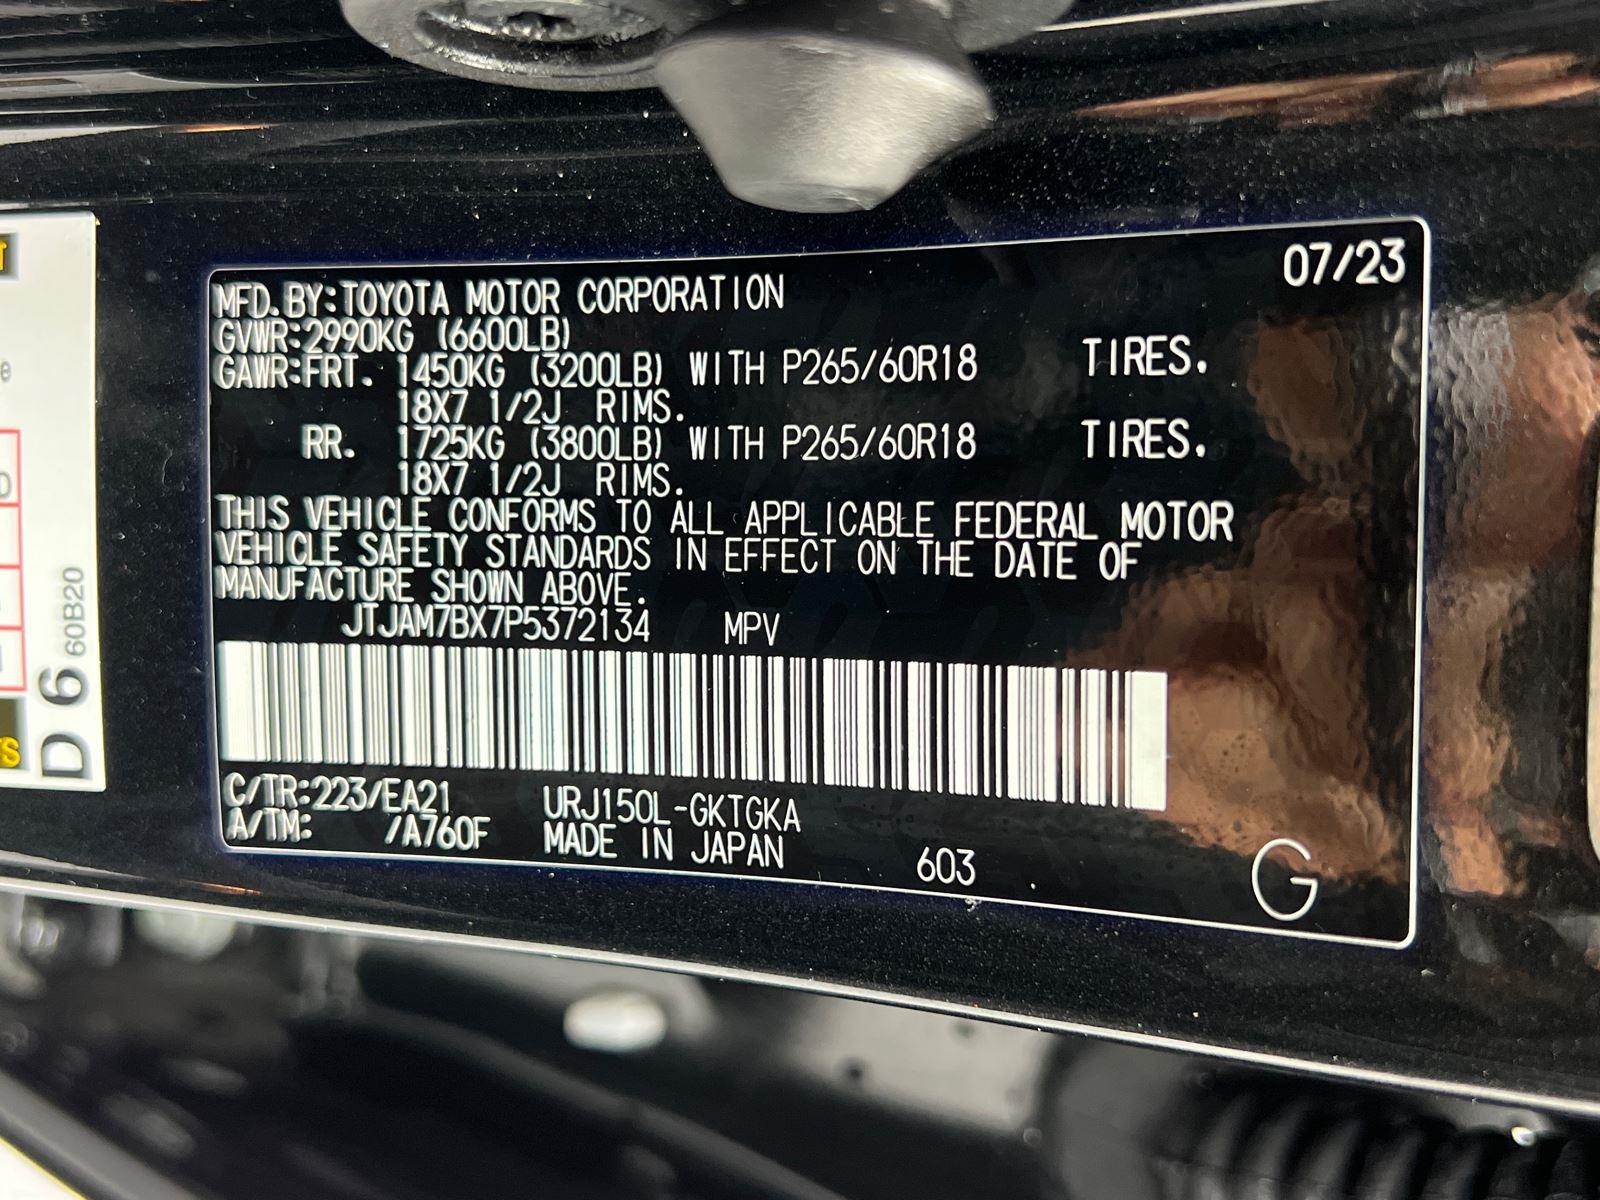 07/23
MFD.BY:TOYOTA MOTOR CORPORATION
GVWR:2990KG (6600LB)
GAWR:FRT. 1450KG (3200LB) WITH P265/60R18 TIRES.
18X7 1/2J RIMS.
RR. 1725KG (3800LB) WITH P265/60R18 TIRES.
18X7 1/2J RIMS.
THIS VEHICLE CONFORMS TO ALL APPLICABLE FEDERAL MOTOR
VEHICLE SAFETY STANDARDS IN EFFECT ON THE DATE OF
MANUFACTURE SHOWN ABOVE.
JTJAM7BX7P5372134 MPV
C/TR:223/EA21 URJ150L-GKTGKA
A/TM: /A760F MADE IN JAPAN 603
G
D 6 60B20